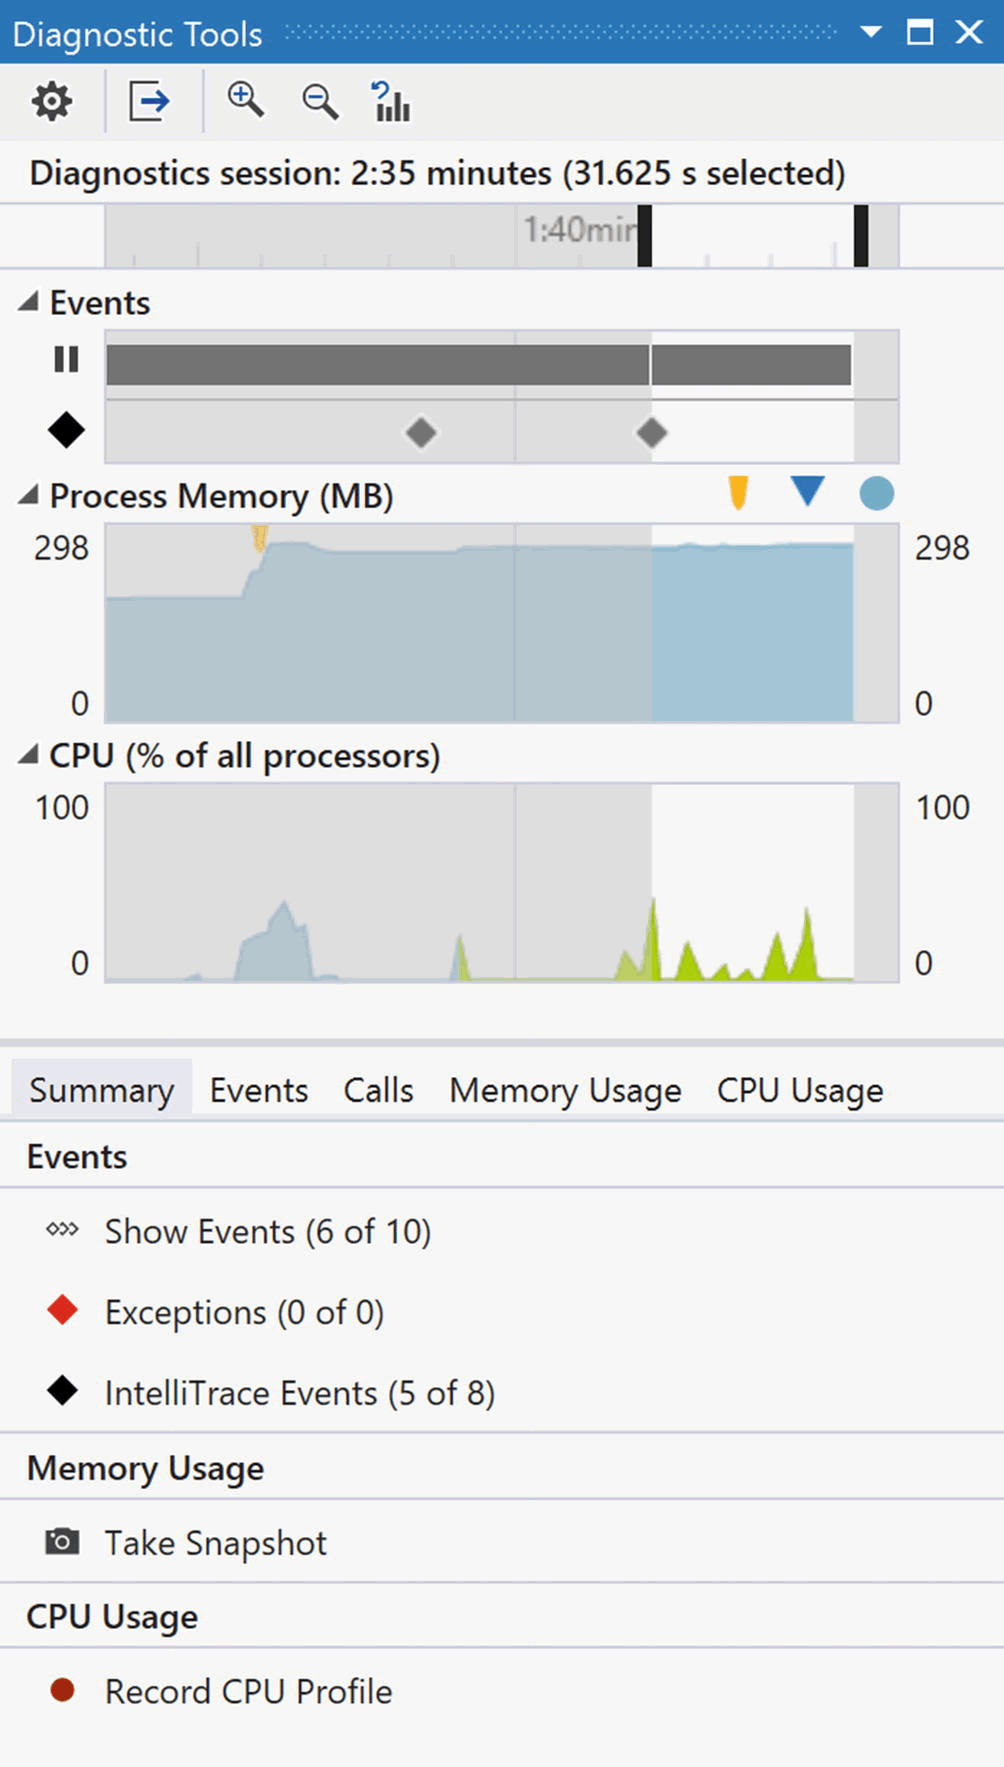 Diagnostic Tools
Diagnostics session: 2:35 minutes (31.625 s selected)
1:40min
Events
Process Memory (MB)
298 298
0 0
CPU (% of all processors)
100 100
0 0
Summary Events Calls Memory Usage CPU Usage
Events
Show Events (6 of 10)
Exceptions (0 of 0)
IntelliTrace Events (5 of 8)
Memory Usage
Take Snapshot
CPU Usage
Record CPU Profile